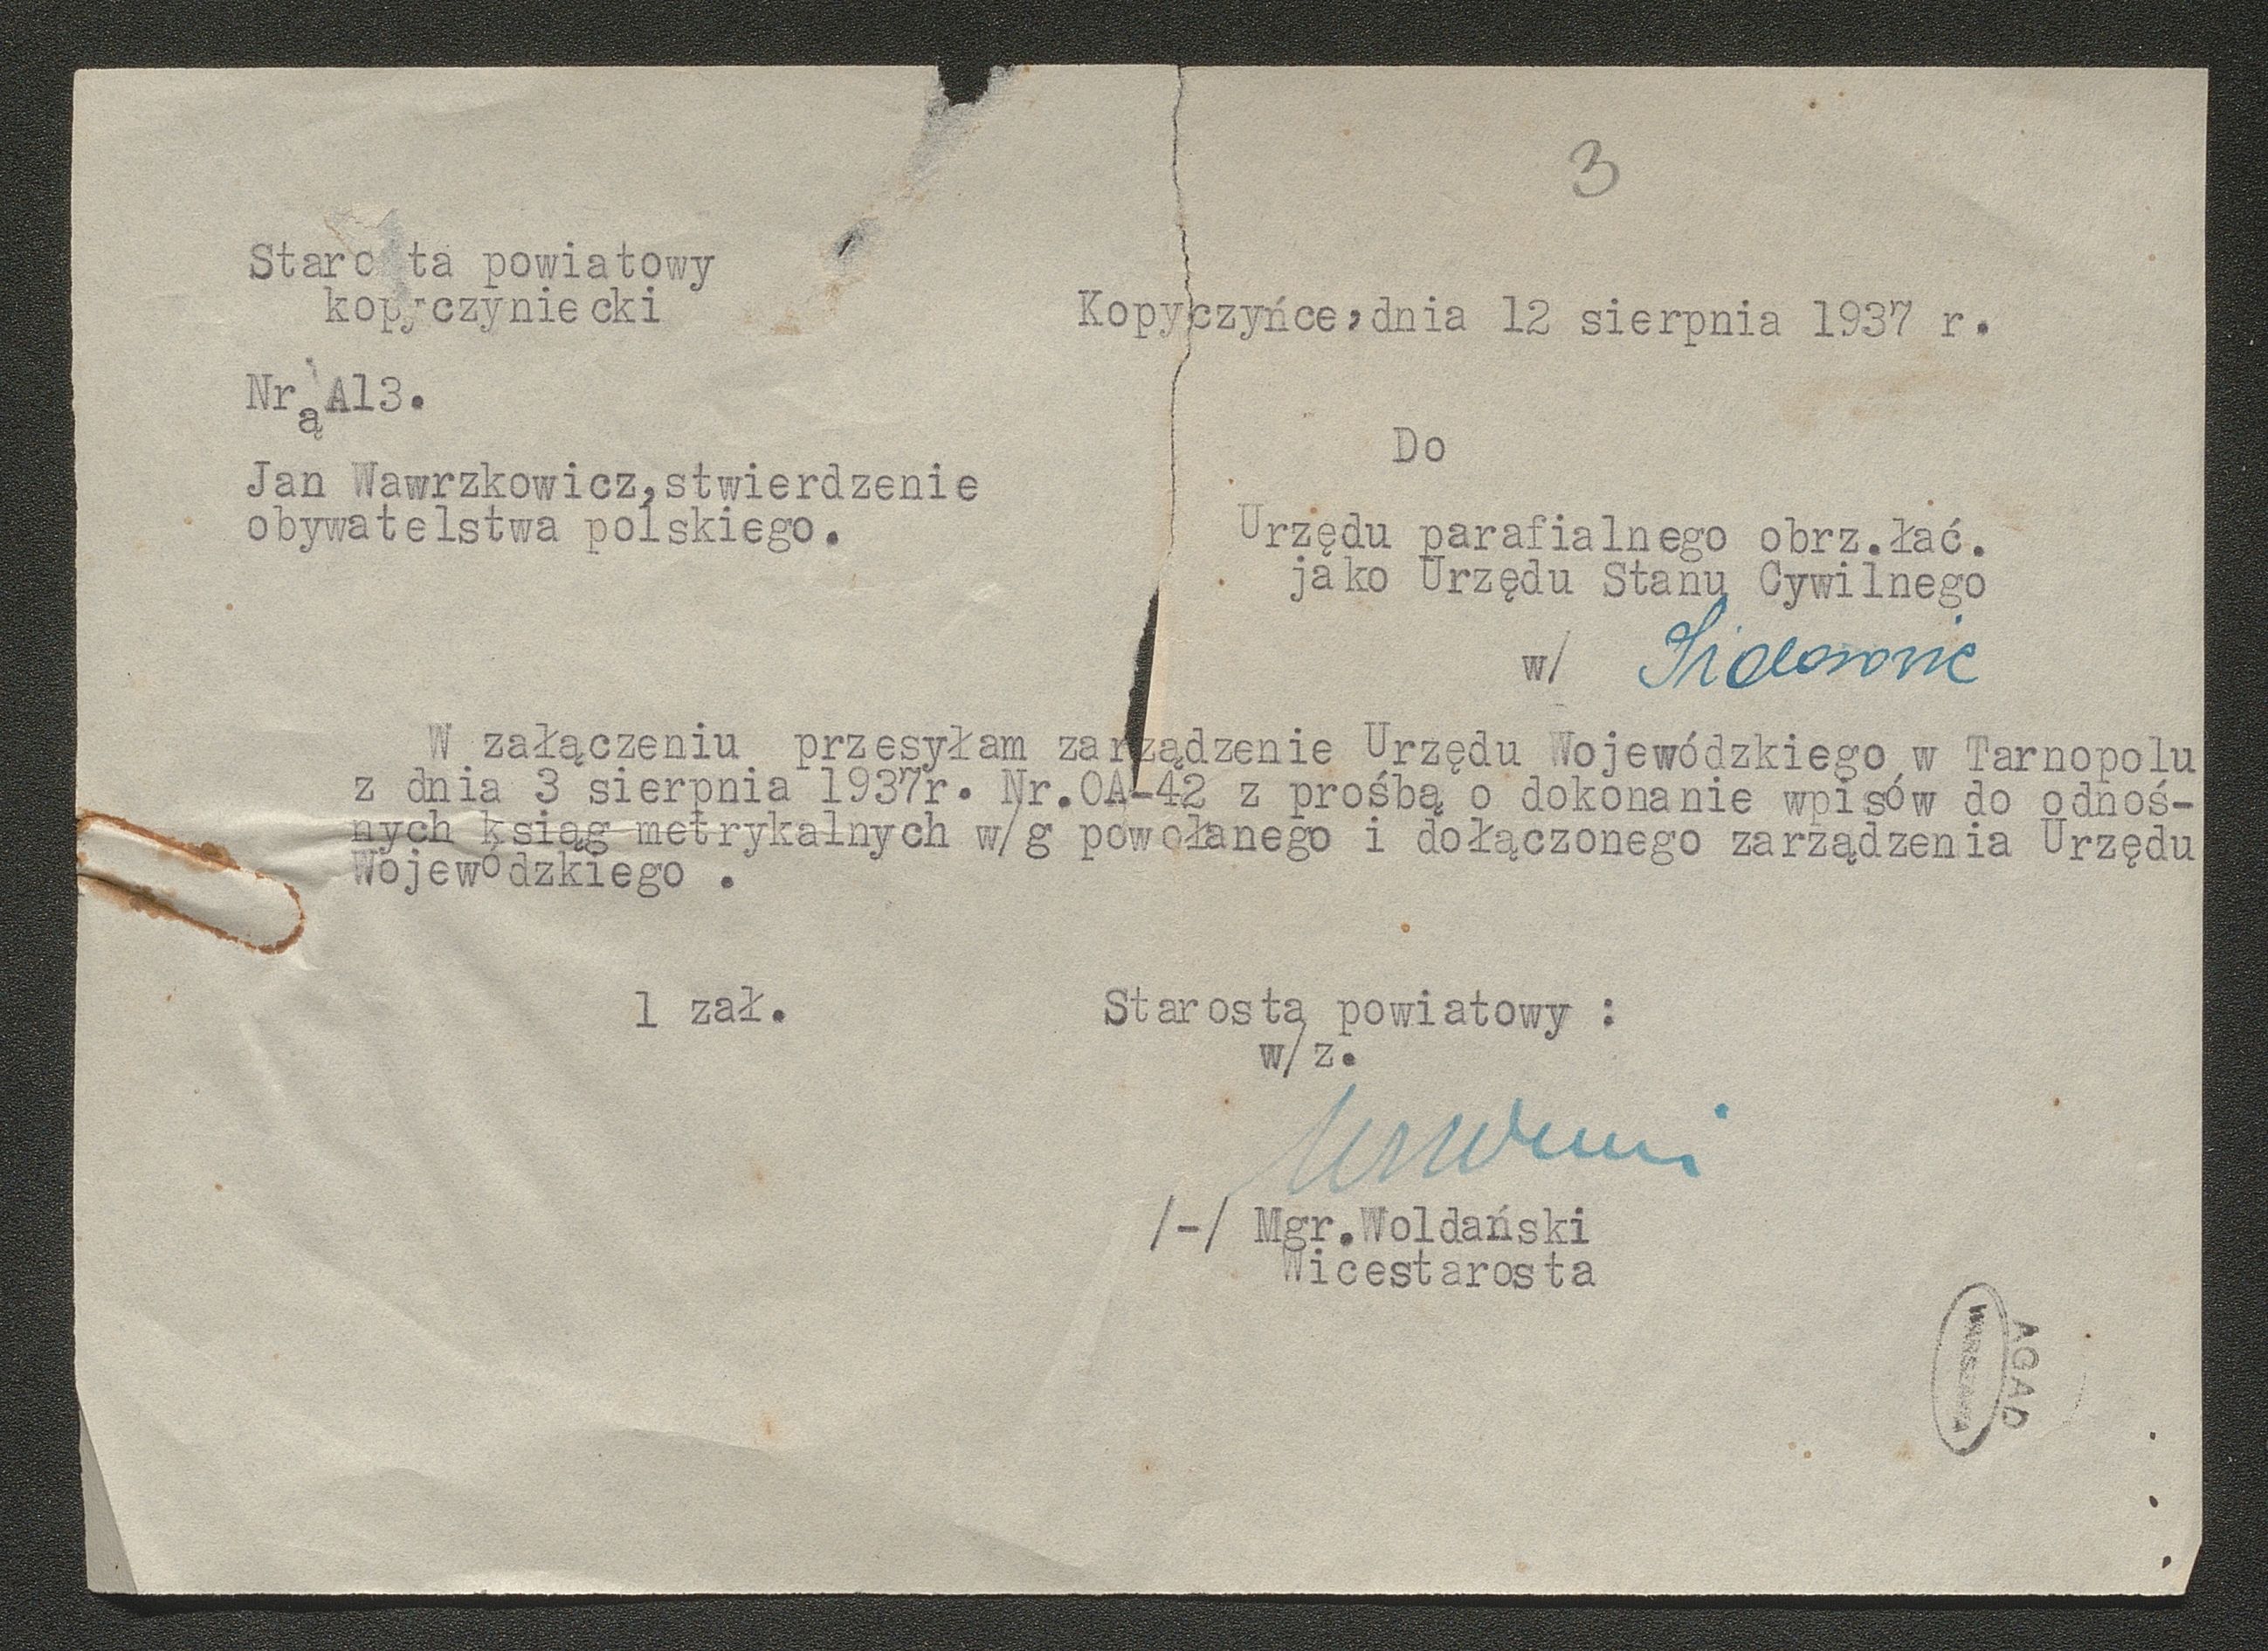 3
Starosta powiatowy
kopyczyniecki
Kopyczyńce, dnia 12 sierpnia 1937 r.
Nr ą A13.
Jan Wawrzkowicz, stwierdzenie
obywatelstwa polskiego.
Do
Urzędu parafialnego obrz.łać.
jako Urzędu Stanu Cywilnego
w/
W załączeniu przesyłam zarządzenie Urzędu Wojewódzkiego w Tarnopolu
z dnia 3 sierpnia 1937r. Nr.OA-42 z prośbą o dokonanie wpisów do odnoś-
nych ksiąg metrykalnych w/g powołanego i dołączonego zarządzenia Urzędu
Wojewódzkiego .
1 zał.
Starosta powiatowy :
w/z.
/-/ Mgr.Woldański
Wicestarosta
AGAD
WARSZAWA